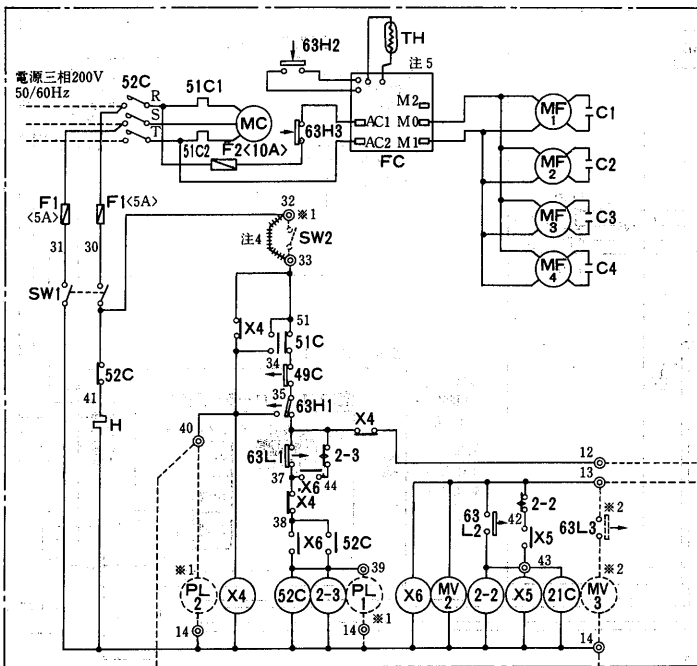 63H2
TH
注5
電源三相200V
50/60Hz
52C
R
S
T
51C1
MC
51C2
F2<10A>
63H3
AC1
AC2
M2
M0
M1
FC
MF
1
C1
MF
2
C2
MF
3
C3
MF
4
C4
F1
<5A>
31
F1<5A>
30
32
※1
注4
SW2
33
SW1
X4
51
51C
34
49C
35
63H1
52C
41
H
40
X4
12
63L1
2-3
37
X6
44
X4
38
X6
52C
39
13
63
L2
42
2-2
X5
43
※2
63L3
※2
※1
PL
2
X4
52C
2-3
PL
1
※1
X6
MV
2
2-2
X5
21C
MV
3
14
14
14